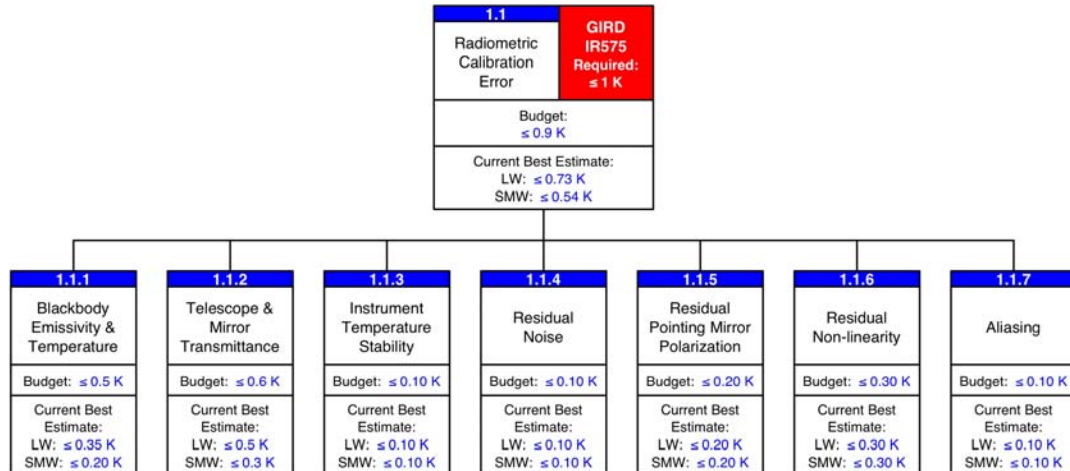 1.1
Radiometric
Calibration
Error
GIRD
IR575
Required:
≤ 1 K
Budget:
≤ 0.9 K
Current Best Estimate:
LW: ≤ 0.73 K
SMW: ≤ 0.54 K
1.1.1
Blackbody
Emissivity &
Temperature
Budget: ≤ 0.5 K
Current Best
Estimate:
LW: ≤ 0.35 K
SMW: ≤ 0.20 K
1.1.2
Telescope &
Mirror
Transmittance
Budget: ≤ 0.6 K
Current Best
Estimate:
LW: ≤ 0.5 K
SMW: ≤ 0.3 K
1.1.3
Instrument
Temperature
Stability
Budget: ≤ 0.10 K
Current Best
Estimate:
LW: ≤ 0.10 K
SMW: ≤ 0.10 K
1.1.4
Residual
Noise
Budget: ≤ 0.10 K
Current Best
Estimate:
LW: ≤ 0.10 K
SMW: ≤ 0.10 K
1.1.5
Residual
Pointing Mirror
Polarization
Budget: ≤ 0.20 K
Current Best
Estimate:
LW: ≤ 0.20 K
SMW: ≤ 0.20 K
1.1.6
Residual
Non-linearity
Budget: ≤ 0.30 K
Current Best
Estimate:
LW: ≤ 0.30 K
SMW: ≤ 0.30 K
1.1.7
Aliasing
Budget: ≤ 0.10 K
Current Best
Estimate:
LW: ≤ 0.10 K
SMW: ≤ 0.10 K